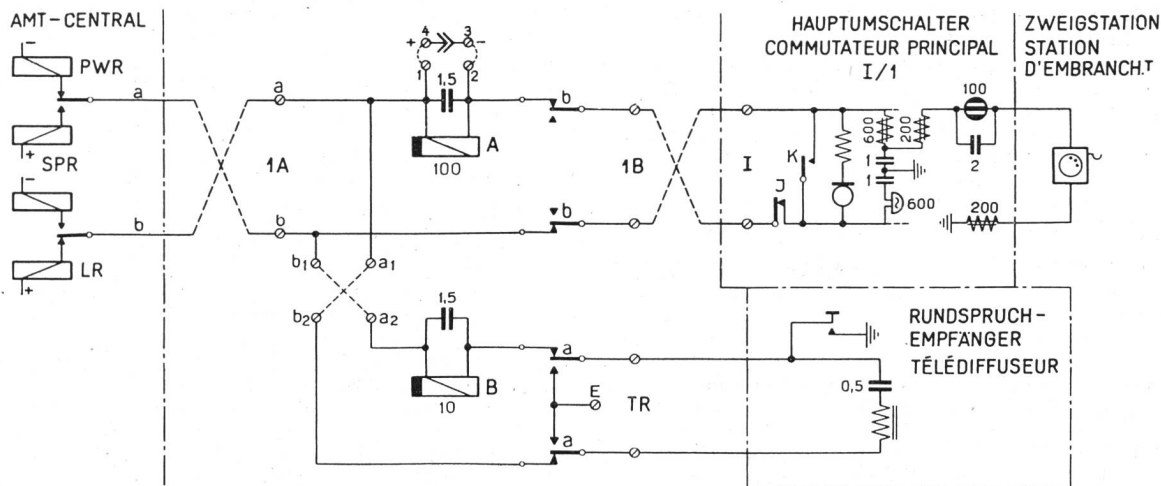 AMT-CENTRAL
PWR
SPR
LR
a
b
1A
a
b
+ 4 3 -
1 2
1,5
A
100
b
b
1B
b1 a1
b2 a2
1,5
B
10
a
E
TR
a
HAUPTUMSCHALTER
COMMUTATEUR PRINCIPAL
I/1
I
J
K
600
200
1
1
600
100
2
200
ZWEIGSTATION
STATION
D'EMBRANCH.T
RUNDSPRUCH-
EMPFÄNGER
TÉLÉDIFFUSEUR
0,5